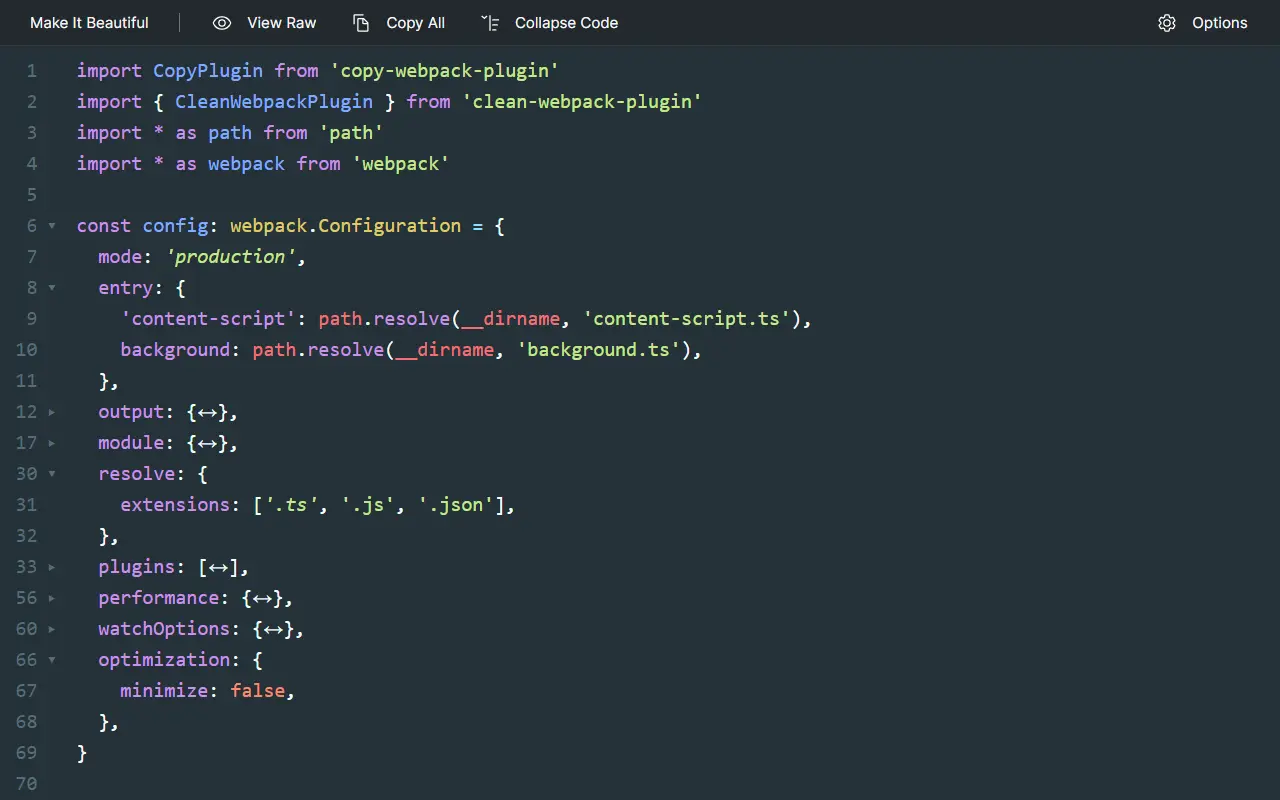 Make It Beautiful View Raw Copy All Collapse Code Options
1 import CopyPlugin from 'copy-webpack-plugin'
2 import { CleanWebpackPlugin } from 'clean-webpack-plugin'
3 import * as path from 'path'
4 import * as webpack from 'webpack'
5
6 const config: webpack.Configuration = {
7 mode: 'production',
8 entry: {
9 'content-script': path.resolve(__dirname, 'content-script.ts'),
10 background: path.resolve(__dirname, 'background.ts'),
11 },
12 output: {↔},
17 module: {↔},
30 resolve: {
31 extensions: ['.ts', '.js', '.json'],
32 },
33 plugins: [↔],
56 performance: {↔},
60 watchOptions: {↔},
66 optimization: {
67 minimize: false,
68 },
69 }
70